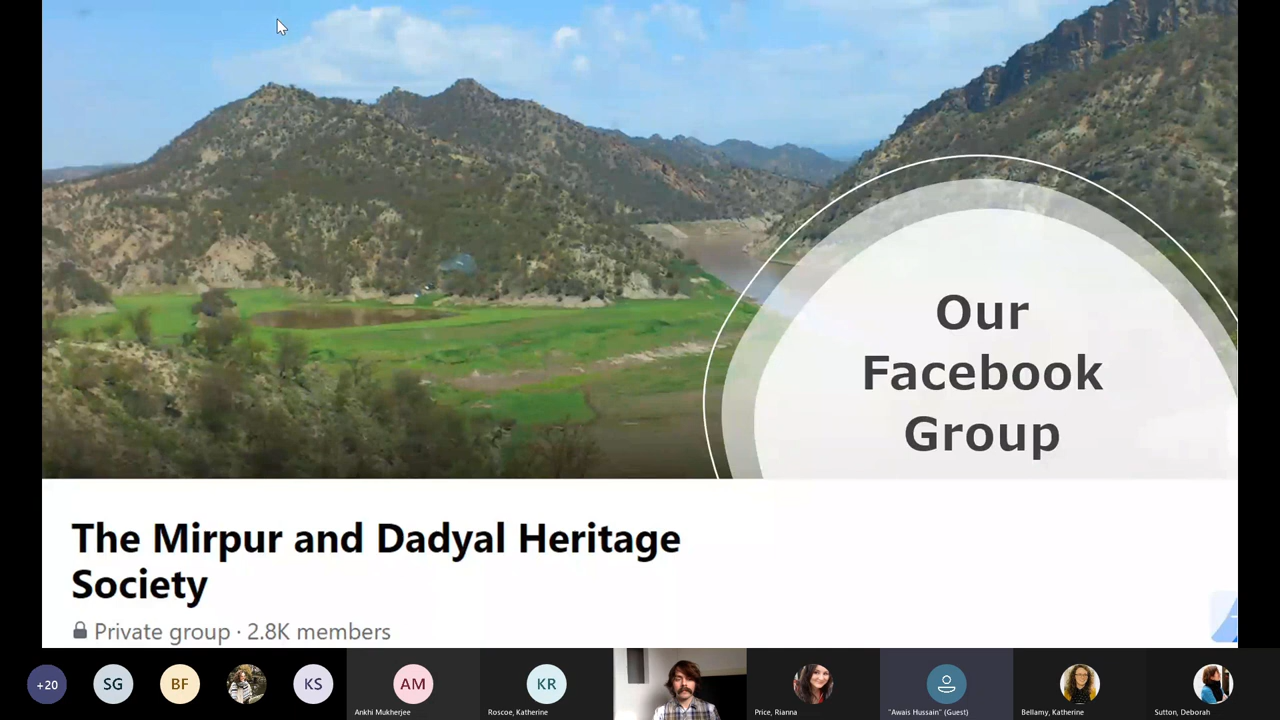 Our
Facebook
Group
The Mirpur and Dadyal Heritage
Society
Private group · 2.8K members
+20
SG
BF
KS
AM
Ankhi Mukherjee
KR
Roscoe, Katherine
Price, Rianna
"Awais Hussain" (Guest)
Bellamy, Katherine
Sutton, Deborah